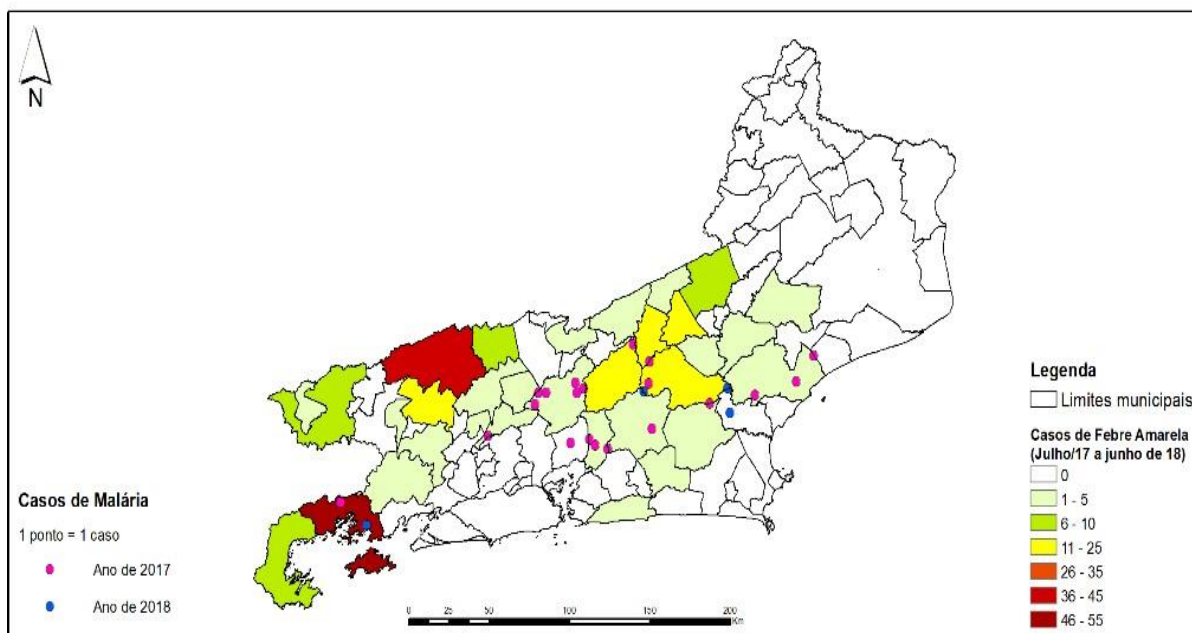 N
Casos de Malária
1 ponto = 1 caso
Ano de 2017
Ano de 2018
0 25 50 100 150 200
Km
Legenda
Limites municipais
Casos de Febre Amarela
(Julho/17 a junho de 18)
0
1 - 5
6 - 10
11 - 25
26 - 35
36 - 45
46 - 55